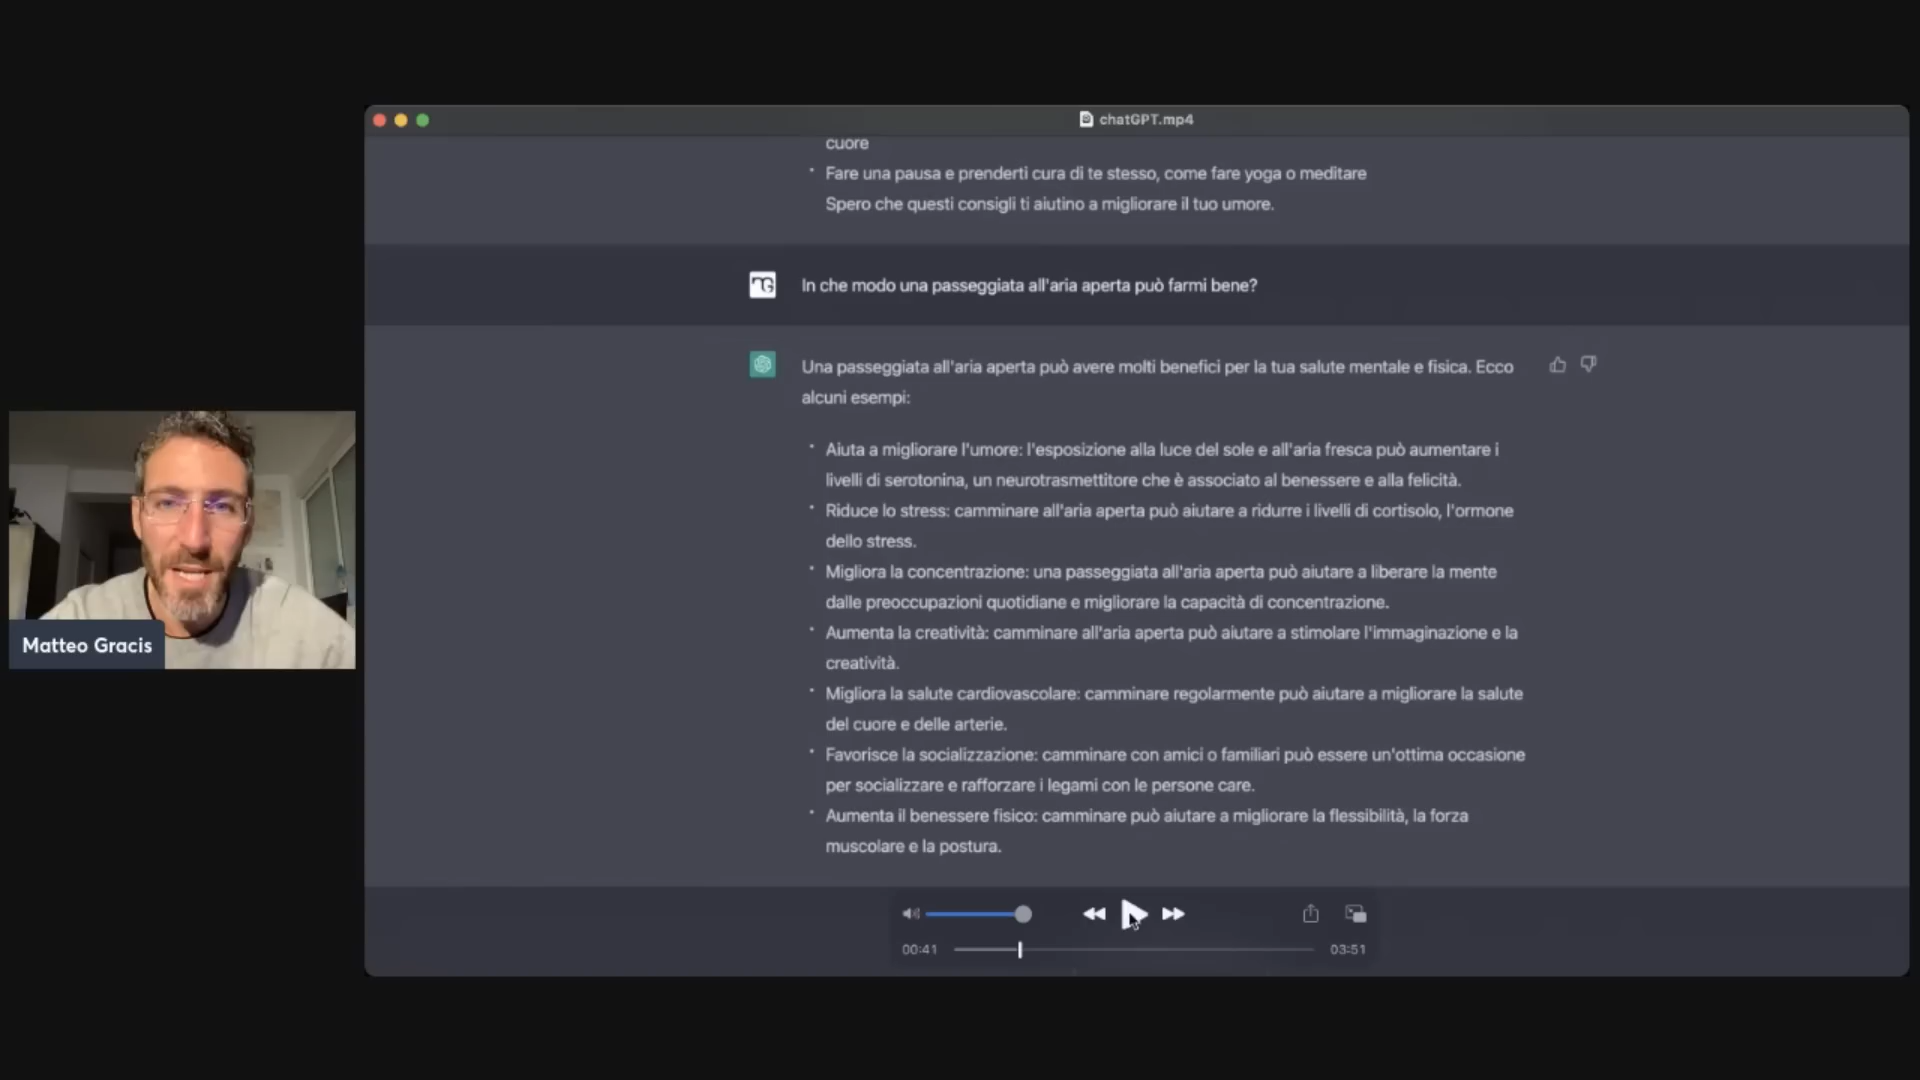 chatGPT.mp4
cuore
Fare una pausa e prenderti cura di te stesso, come fare yoga o meditare
Spero che questi consigli ti aiutino a migliorare il tuo umore.
TG
In che modo una passeggiata all'aria aperta può farmi bene?
Una passeggiata all'aria aperta può avere molti benefici per la tua salute mentale e fisica. Ecco
alcuni esempi:
Aiuta a migliorare l'umore: l'esposizione alla luce del sole e all'aria fresca può aumentare i
livelli di serotonina, un neurotrasmettitore che è associato al benessere e alla felicità.
Riduce lo stress: camminare all'aria aperta può aiutare a ridurre i livelli di cortisolo, l'ormone
dello stress.
Migliora la concentrazione: una passeggiata all'aria aperta può aiutare a liberare la mente
dalle preoccupazioni quotidiane e migliorare la capacità di concentrazione.
Aumenta la creatività: camminare all'aria aperta può aiutare a stimolare l'immaginazione e la
creatività.
Migliora la salute cardiovascolare: camminare regolarmente può aiutare a migliorare la salute
del cuore e delle arterie.
Favorisce la socializzazione: camminare con amici o familiari può essere un'ottima occasione
per socializzare e rafforzare i legami con le persone care.
Aumenta il benessere fisico: camminare può aiutare a migliorare la flessibilità, la forza
muscolare e la postura.
Matteo Gracis
00:41
03:51